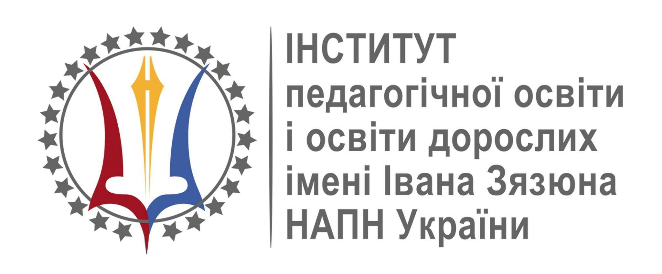 ІНСТИТУТ
педагогічної освіти
і освіти дорослих
імені Івана Зязюна
НАПН України